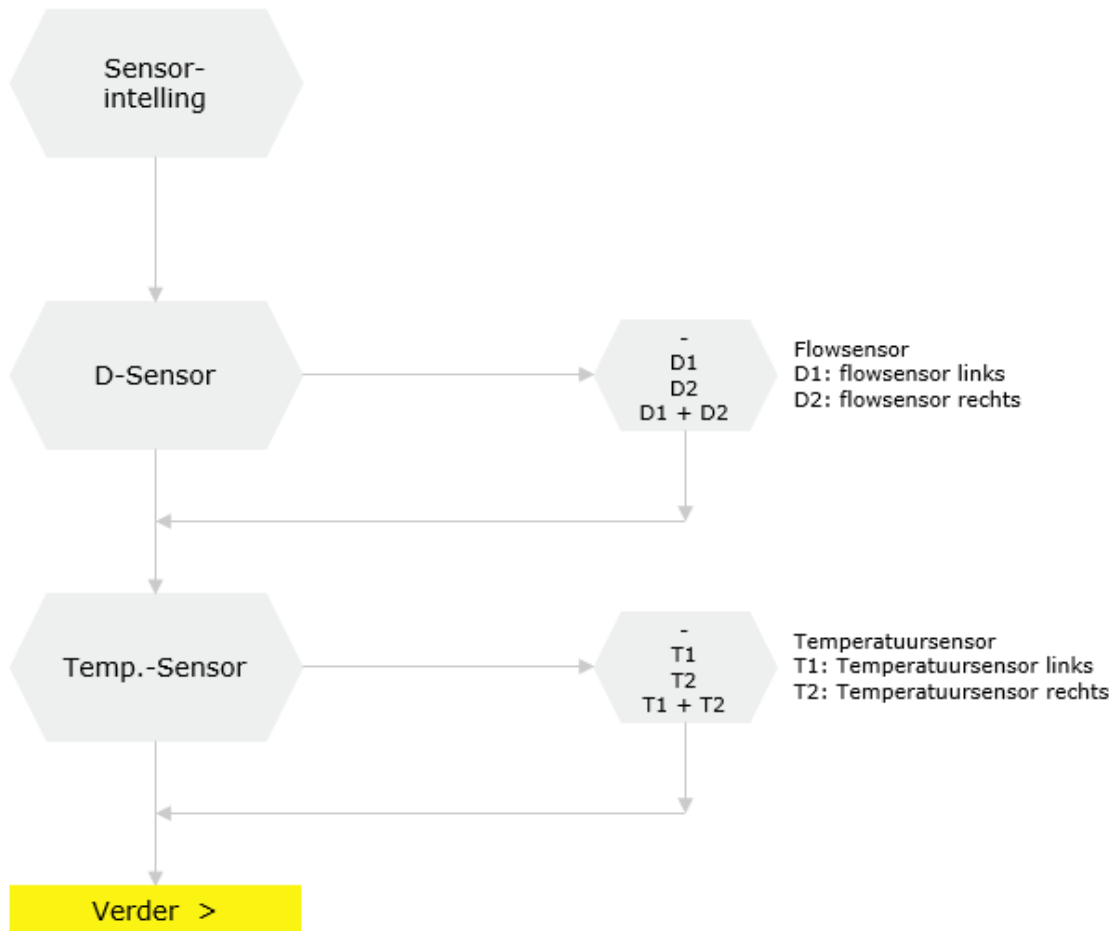 Sensor-
intelling
D-Sensor
-
D1
D2
D1 + D2
Flowsensor
D1: flowsensor links
D2: flowsensor rechts
Temp.-Sensor
-
T1
T2
T1 + T2
Temperatuursensor
T1: Temperatuursensor links
T2: Temperatuursensor rechts
Verder >